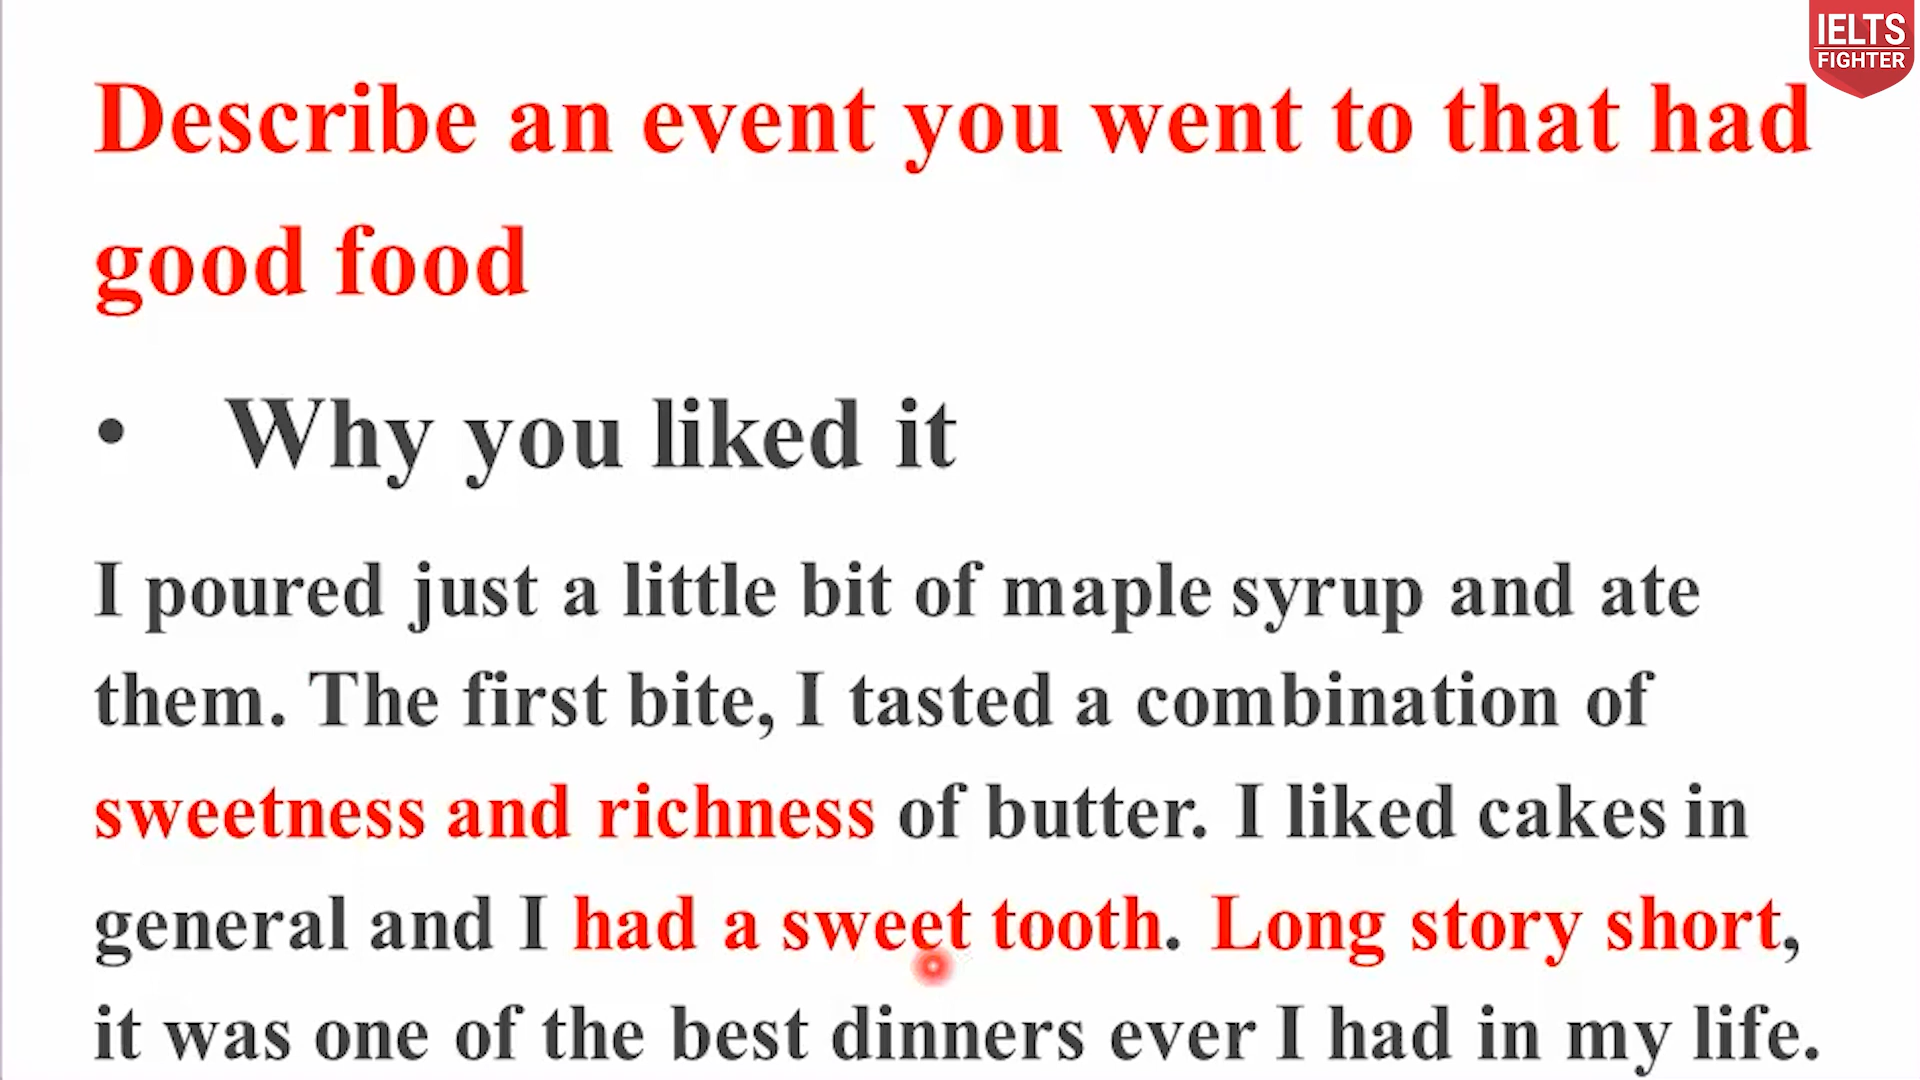 IELTS
FIGHTER
Describe an event you went to that had
good food
• Why you liked it
I poured just a little bit of maple syrup and ate
them. The first bite, I tasted a combination of
sweetness and richness of butter. I liked cakes in
general and I had a sweet tooth. Long story short,
it was one of the best dinners ever I had in my life.